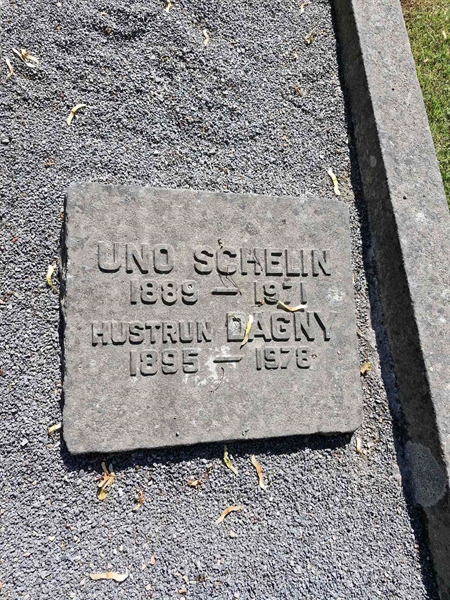 UNO SCHELIN
1889 — 1971
HUSTRUN DAGNY
1895 — 1978